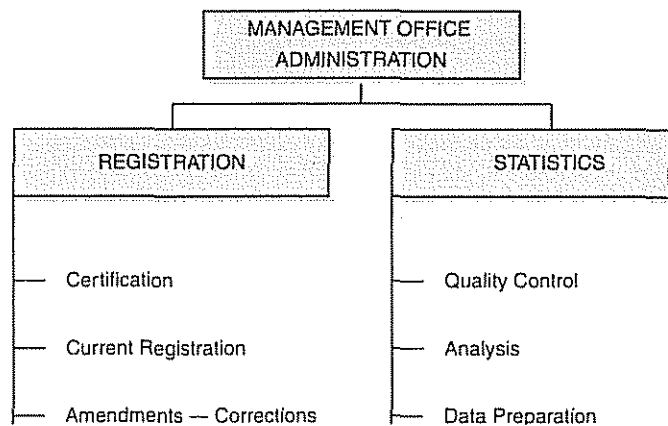 MANAGEMENT OFFICE
ADMINISTRATION
REGISTRATION
STATISTICS
Certification
Current Registration
Amendments — Corrections
Quality Control
Analysis
Data Preparation